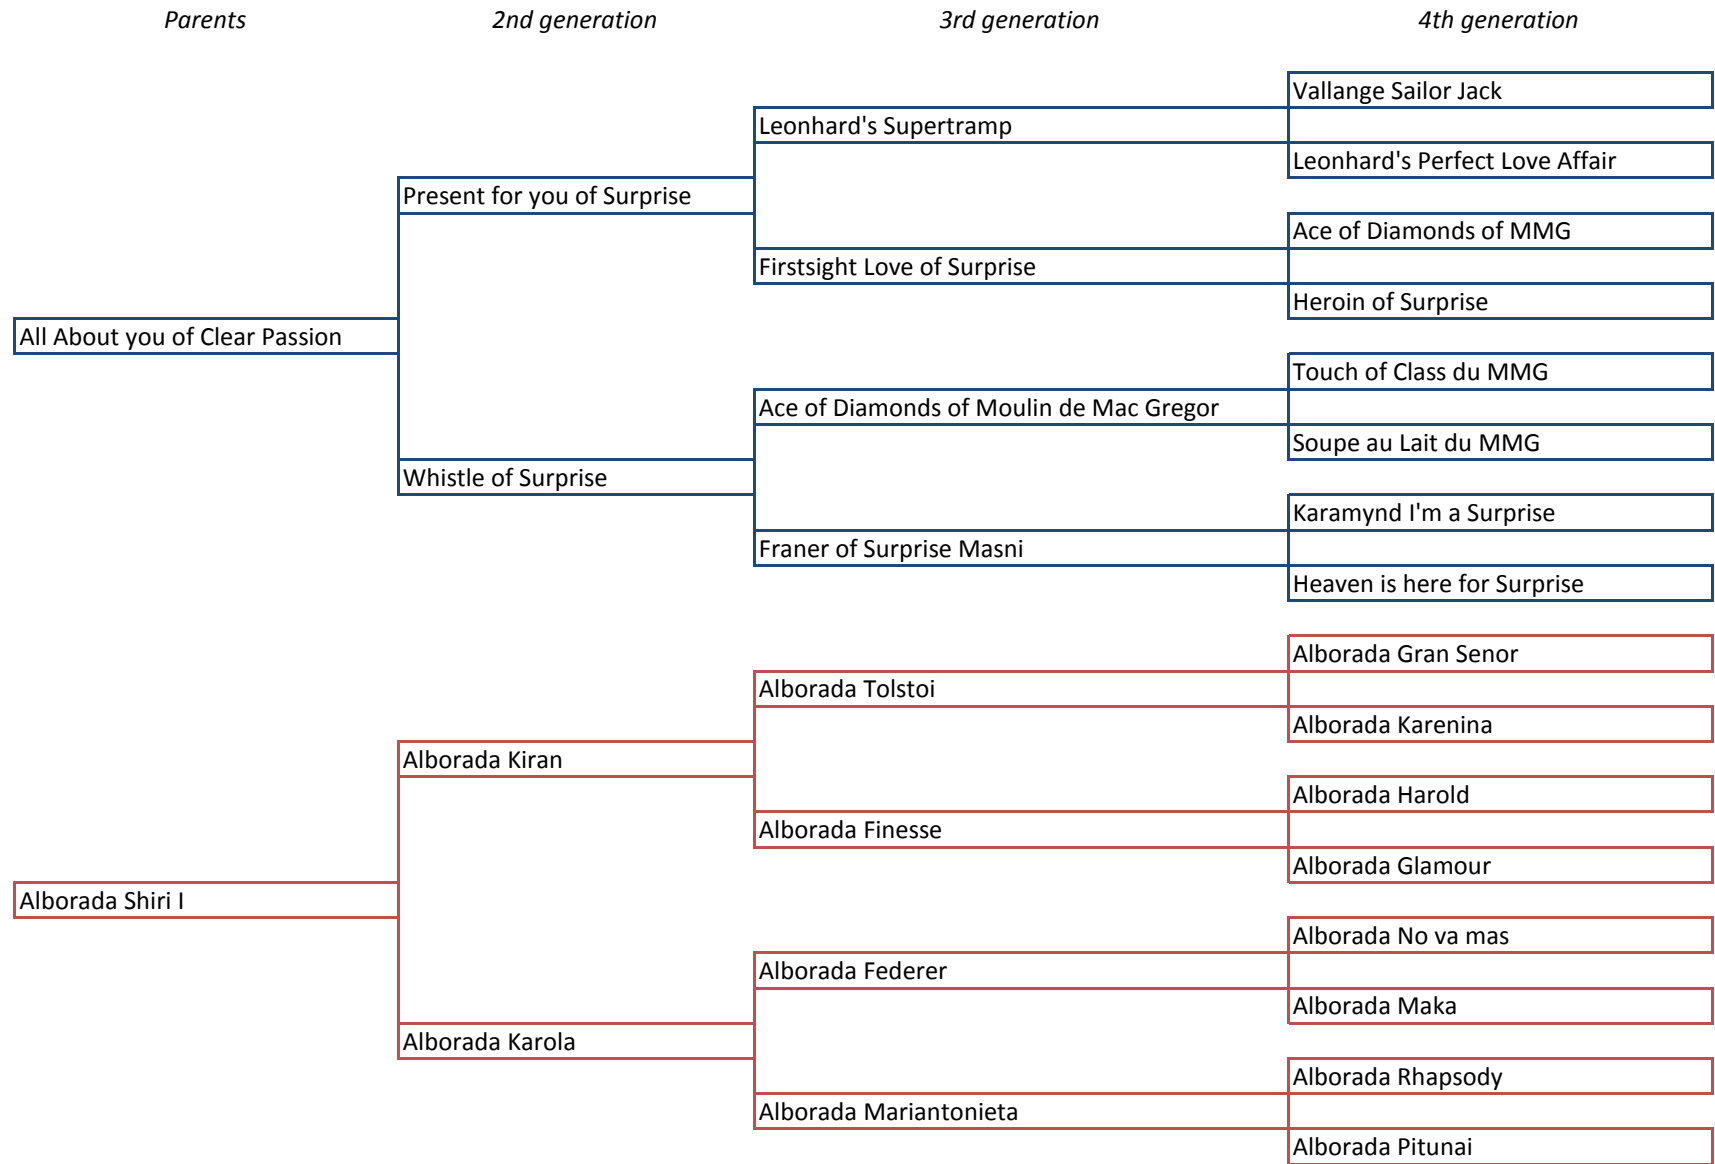 Parents 2nd generation 3rd generation 4th generation
Vallange Sailor Jack
Leonhard's Supertramp
Leonhard's Perfect Love Affair
Present for you of Surprise
Ace of Diamonds of MMG
Firstsight Love of Surprise
Heroin of Surprise
All About you of Clear Passion
Touch of Class du MMG
Ace of Diamonds of Moulin de Mac Gregor
Soupe au Lait du MMG
Whistle of Surprise
Karamynd I'm a Surprise
Franer of Surprise Masni
Heaven is here for Surprise
Alborada Gran Senor
Alborada Tolstoi
Alborada Karenina
Alborada Kiran
Alborada Harold
Alborada Finesse
Alborada Glamour
Alborada Shiri I
Alborada No va mas
Alborada Federer
Alborada Maka
Alborada Karola
Alborada Rhapsody
Alborada Mariantonieta
Alborada Pitunai